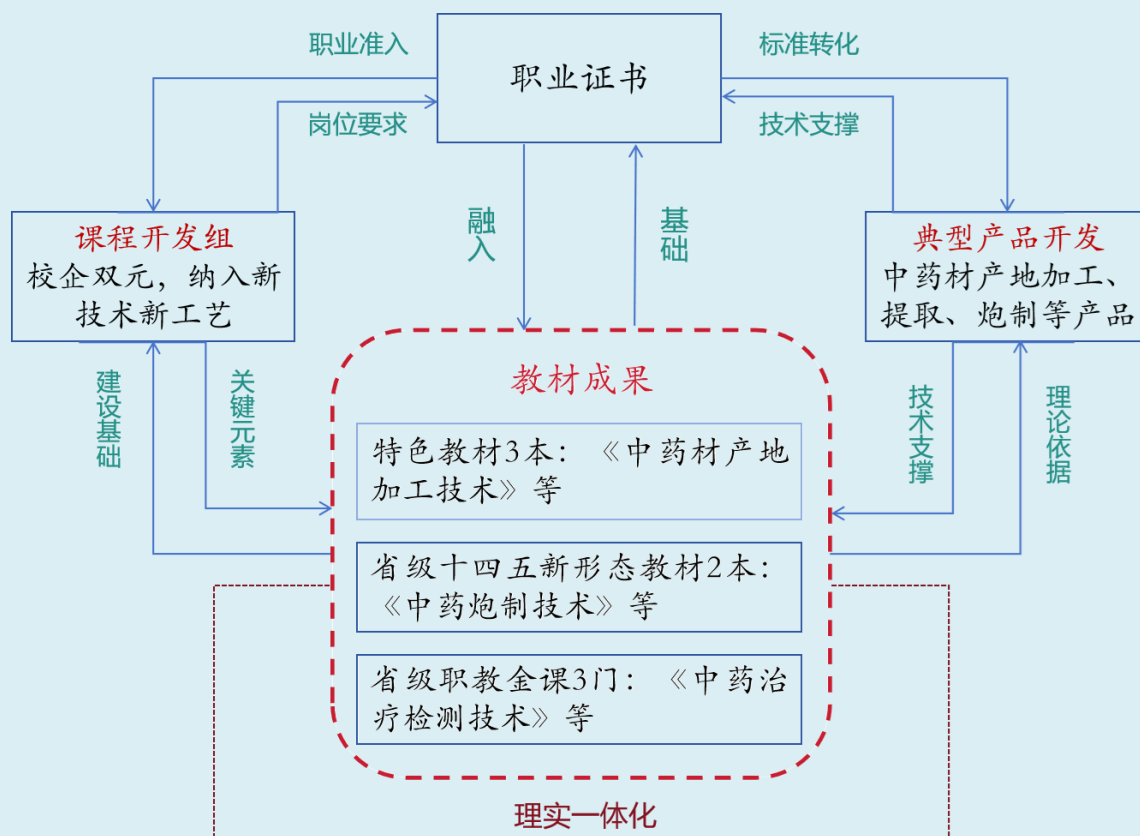 职业准入
标准转化
职业证书
岗位要求
技术支撑
融入
基础
课程开发组
校企双元，纳入新
技术新工艺
典型产品开发
中药材产地加工、
提取、炮制等产品
建设基础
关键元素
教材成果
特色教材3本：《中药材产地
加工技术》等
省级十四五新形态教材2本：
《中药炮制技术》等
省级职教金课3门：《中药治
疗检测技术》等
技术支撑
理论依据
理实一体化